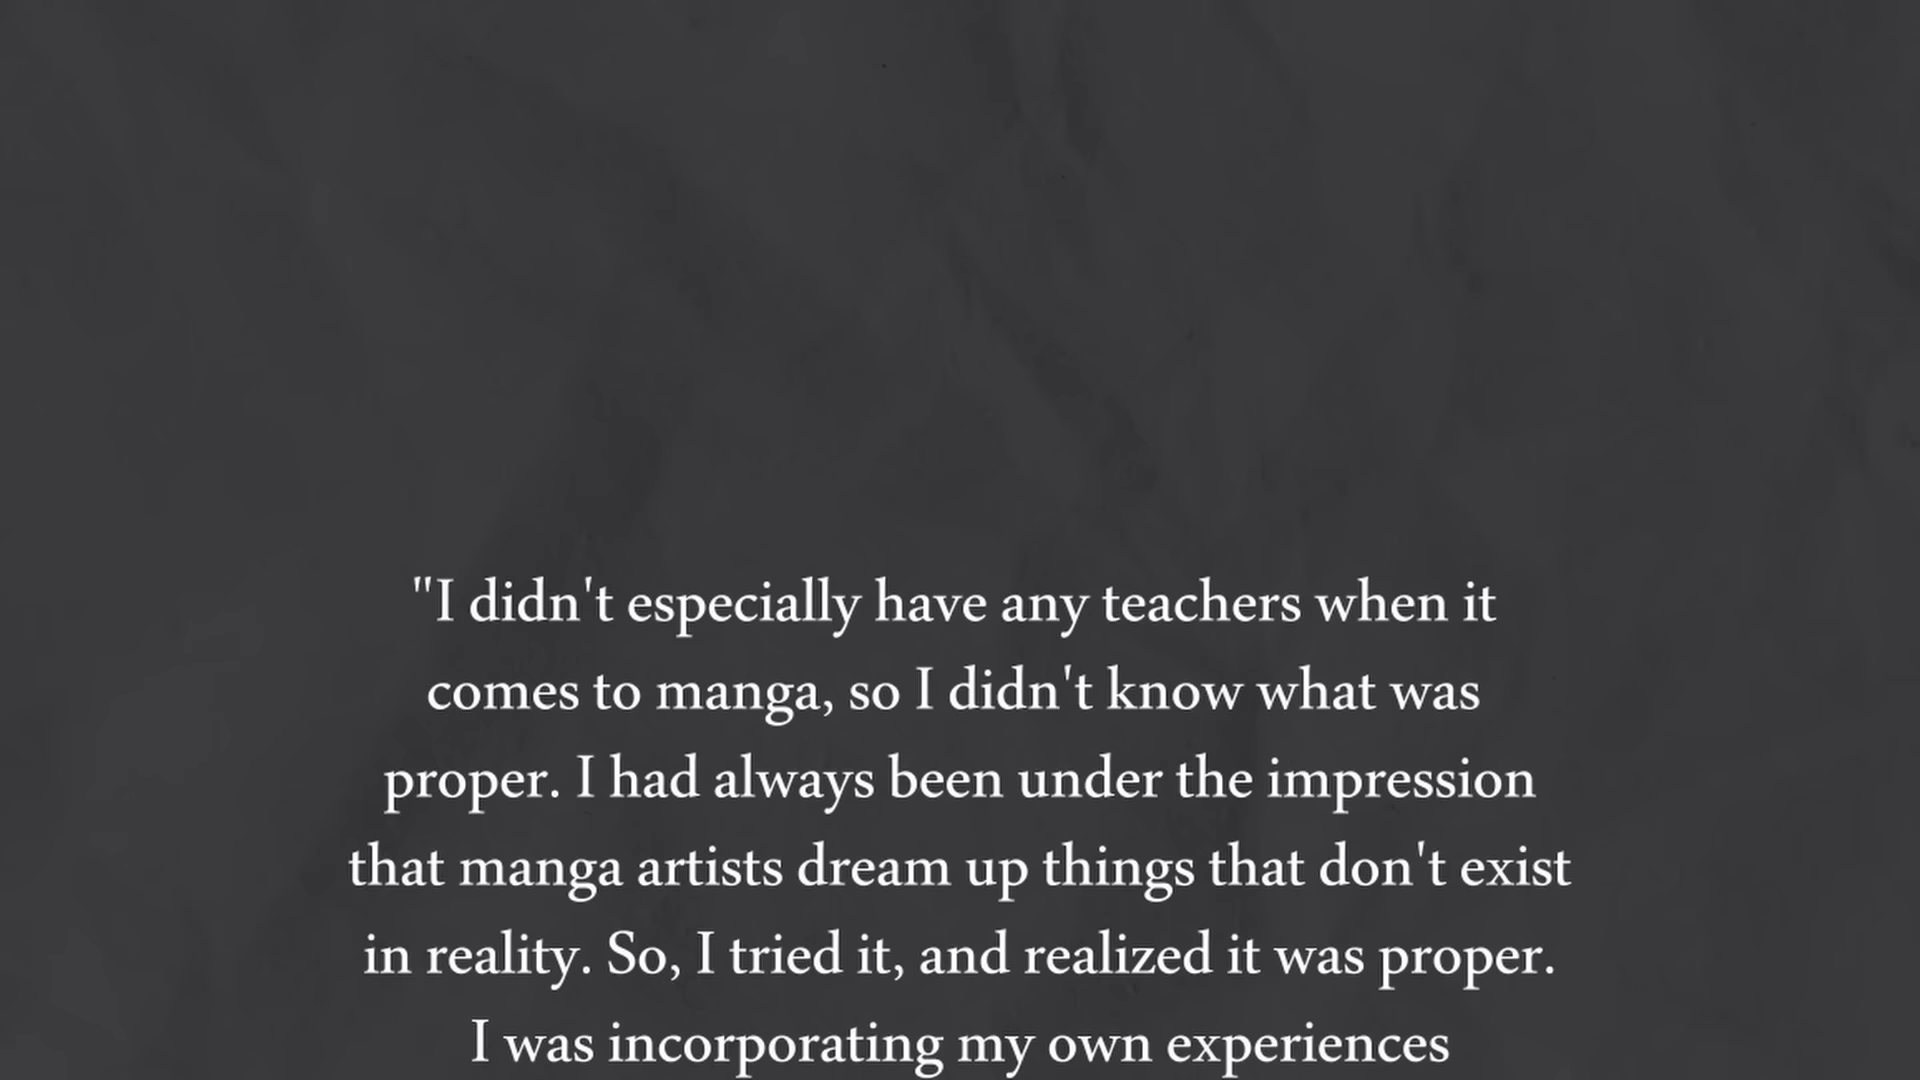 "I didn't especially have any teachers when it
comes to manga, so I didn't know what was
proper. I had always been under the impression
that manga artists dream up things that don't exist
in reality. So, I tried it, and realized it was proper.
I was incorporating my own experiences